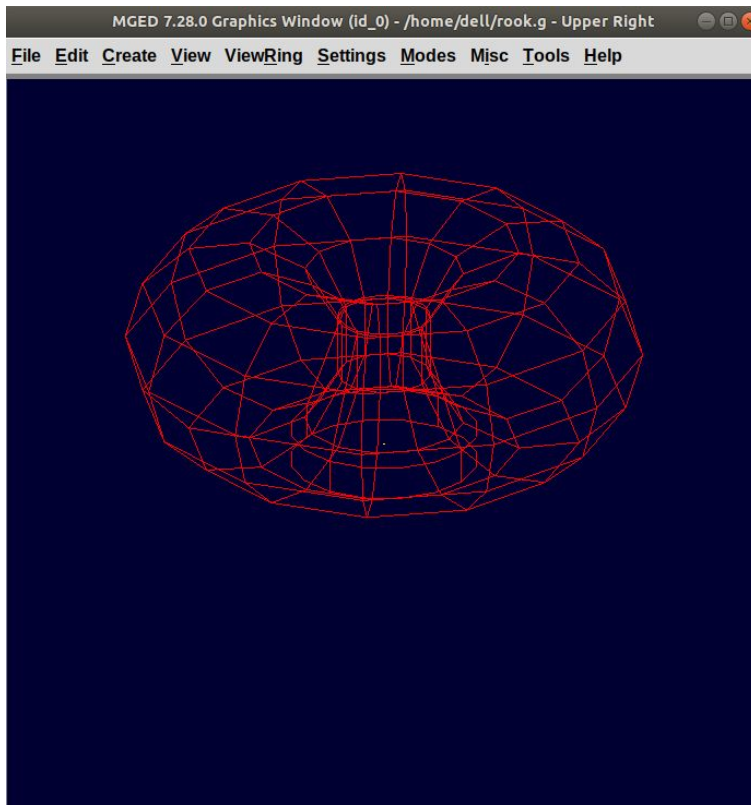 MGED 7.28.0 Graphics Window (id_0) - /home/dell/rook.g - Upper Right
File Edit Create View ViewRing Settings Modes Misc Tools Help